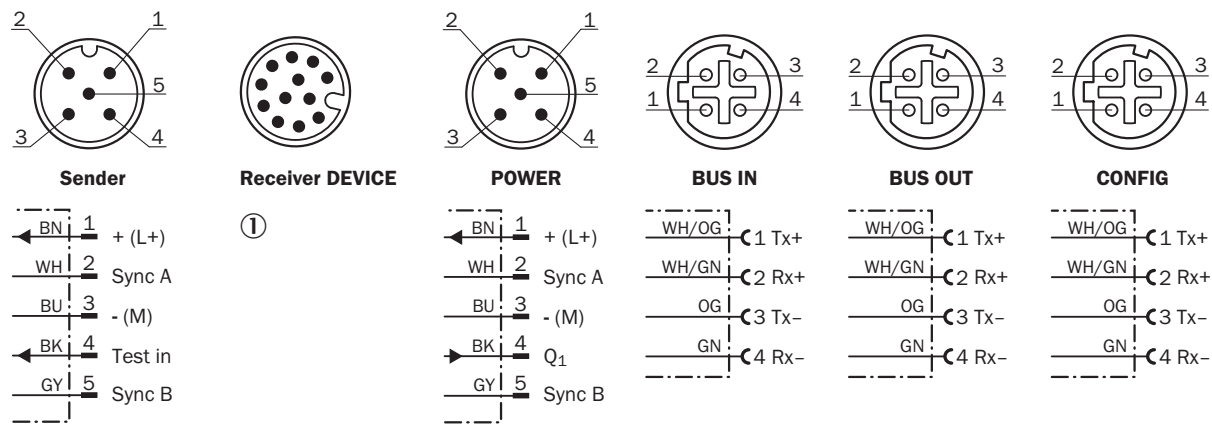 2 1
5
3 4
Sender
BN 1 + (L+)
WH 2 Sync A
BU 3 - (M)
BK 4 Test in
GY 5 Sync B
Receiver DEVICE
①
2 1
5
3 4
POWER
BN 1 + (L+)
WH 2 Sync A
BU 3 - (M)
BK 4 Q₁
GY 5 Sync B
2 3
1 4
BUS IN
WH/OG 1 Tx+
WH/GN 2 Rx+
OG 3 Tx–
GN 4 Rx–
2 3
1 4
BUS OUT
WH/OG 1 Tx+
WH/GN 2 Rx+
OG 3 Tx–
GN 4 Rx–
2 3
1 4
CONFIG
WH/OG 1 Tx+
WH/GN 2 Rx+
OG 3 Tx–
GN 4 Rx–